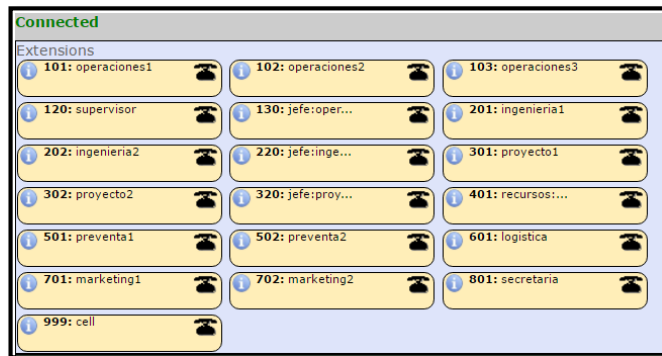 Connected
Extensions
101: operaciones1
102: operaciones2
103: operaciones3
120: supervisor
130: jefe:oper...
201: ingenieria1
202: ingenieria2
220: jefe:inge...
301: proyecto1
302: proyecto2
320: jefe:proy...
401: recursos:...
501: preventa1
502: preventa2
601: logistica
701: marketing1
702: marketing2
801: secretaria
999: cell